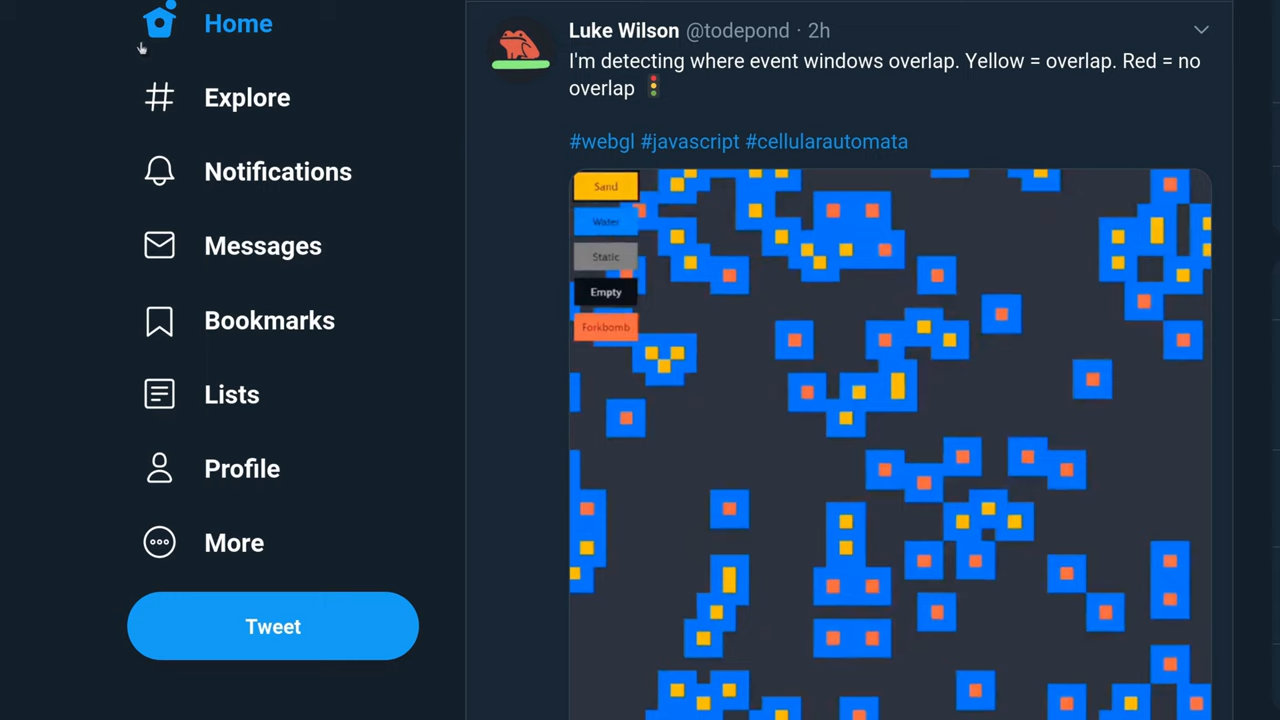 Home
Explore
Notifications
Messages
Bookmarks
Lists
Profile
More
Tweet
Luke Wilson @todepond · 2h
I'm detecting where event windows overlap. Yellow = overlap. Red = no
overlap 🚦
#webgl #javascript #cellularautomata
Sand
Water
Static
Empty
Forkbomb